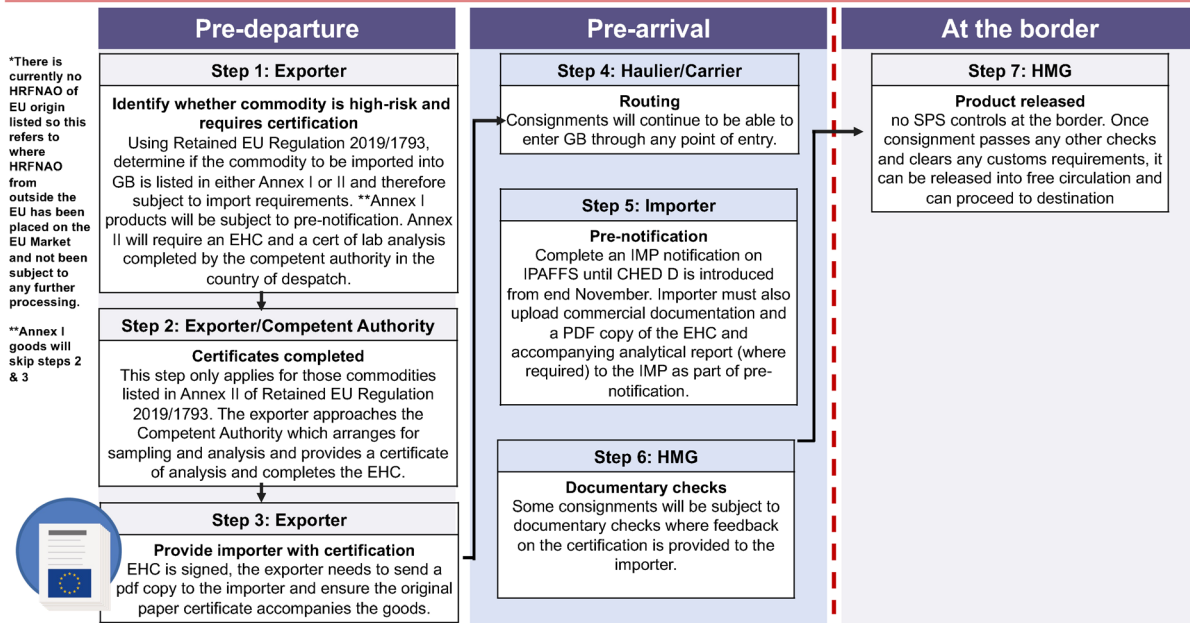 Pre-departure
*There is
currently no
HRFNAO of
EU origin
listed so this
refers to
where
HRFNAO
from
outside the
EU has been
placed on the
EU Market
and not been
subject to
any further
processing.
**Annex I
goods will
skip steps 2
& 3
Step 1: Exporter
Identify whether commodity is high-risk and
requires certification
Using Retained EU Regulation 2019/1793,
determine if the commodity to be imported into
GB is listed in either Annex I or II and therefore
subject to import requirements. **Annex I
products will be subject to pre-notification. Annex
II will require an EHC and a cert of lab analysis
completed by the competent authority in the
country of despatch.
Step 2: Exporter/Competent Authority
Certificates completed
This step only applies for those commodities
listed in Annex II of Retained EU Regulation
2019/1793. The exporter approaches the
Competent Authority which arranges for
sampling and analysis and provides a certificate
of analysis and completes the EHC.
Step 3: Exporter
Provide importer with certification
EHC is signed, the exporter needs to send a
pdf copy to the importer and ensure the original
paper certificate accompanies the goods.
Pre-arrival
Step 4: Haulier/Carrier
Routing
Consignments will continue to be able to
enter GB through any point of entry.
Step 5: Importer
Pre-notification
Complete an IMP notification on
IPAFFS until CHED D is introduced
from end November. Importer must also
upload commercial documentation and
a PDF copy of the EHC and
accompanying analytical report (where
required) to the IMP as part of pre-
notification.
Step 6: HMG
Documentary checks
Some consignments will be subject to
documentary checks where feedback
on the certification is provided to the
importer.
At the border
Step 7: HMG
Product released
no SPS controls at the border. Once
consignment passes any other checks
and clears any customs requirements, it
can be released into free circulation and
can proceed to destination